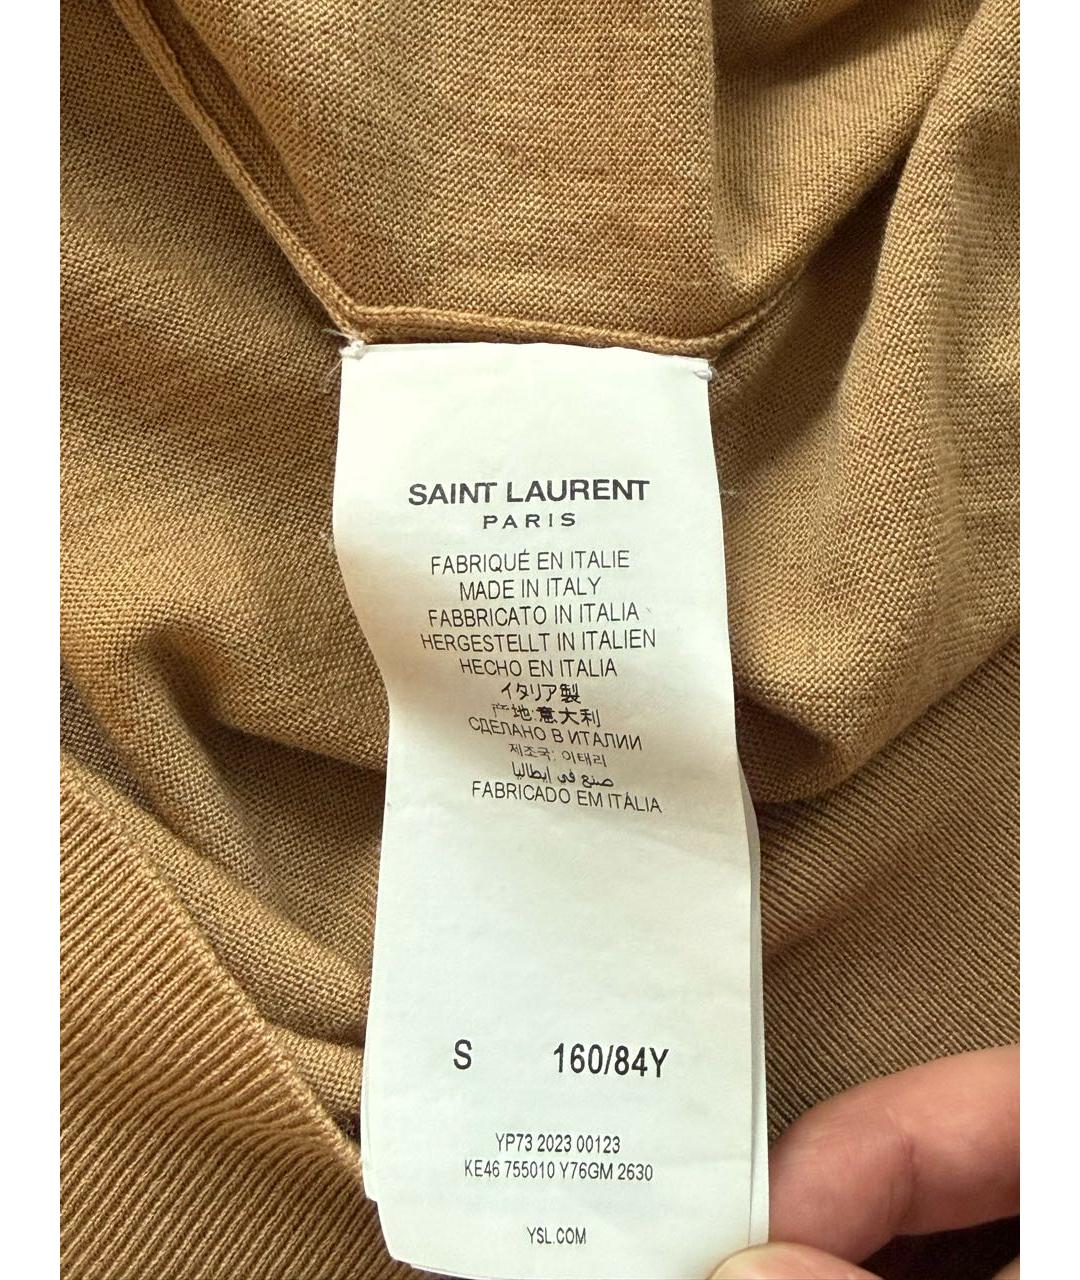 SAINT LAURENT
PARIS
FABRIQUÉ EN ITALIE
MADE IN ITALY
FABBRICATO IN ITALIA
HERGESTELLT IN ITALIEN
HECHO EN ITALIA
イタリア製
产地:意大利
СДЕЛАНО В ИТАЛИИ
제조국: 이태리
صنع في إيطاليا
FABRICADO EM ITÁLIA
S 160/84Y
YP73 2023 00123
KE46 755010 Y76GM 2630
YSL.COM